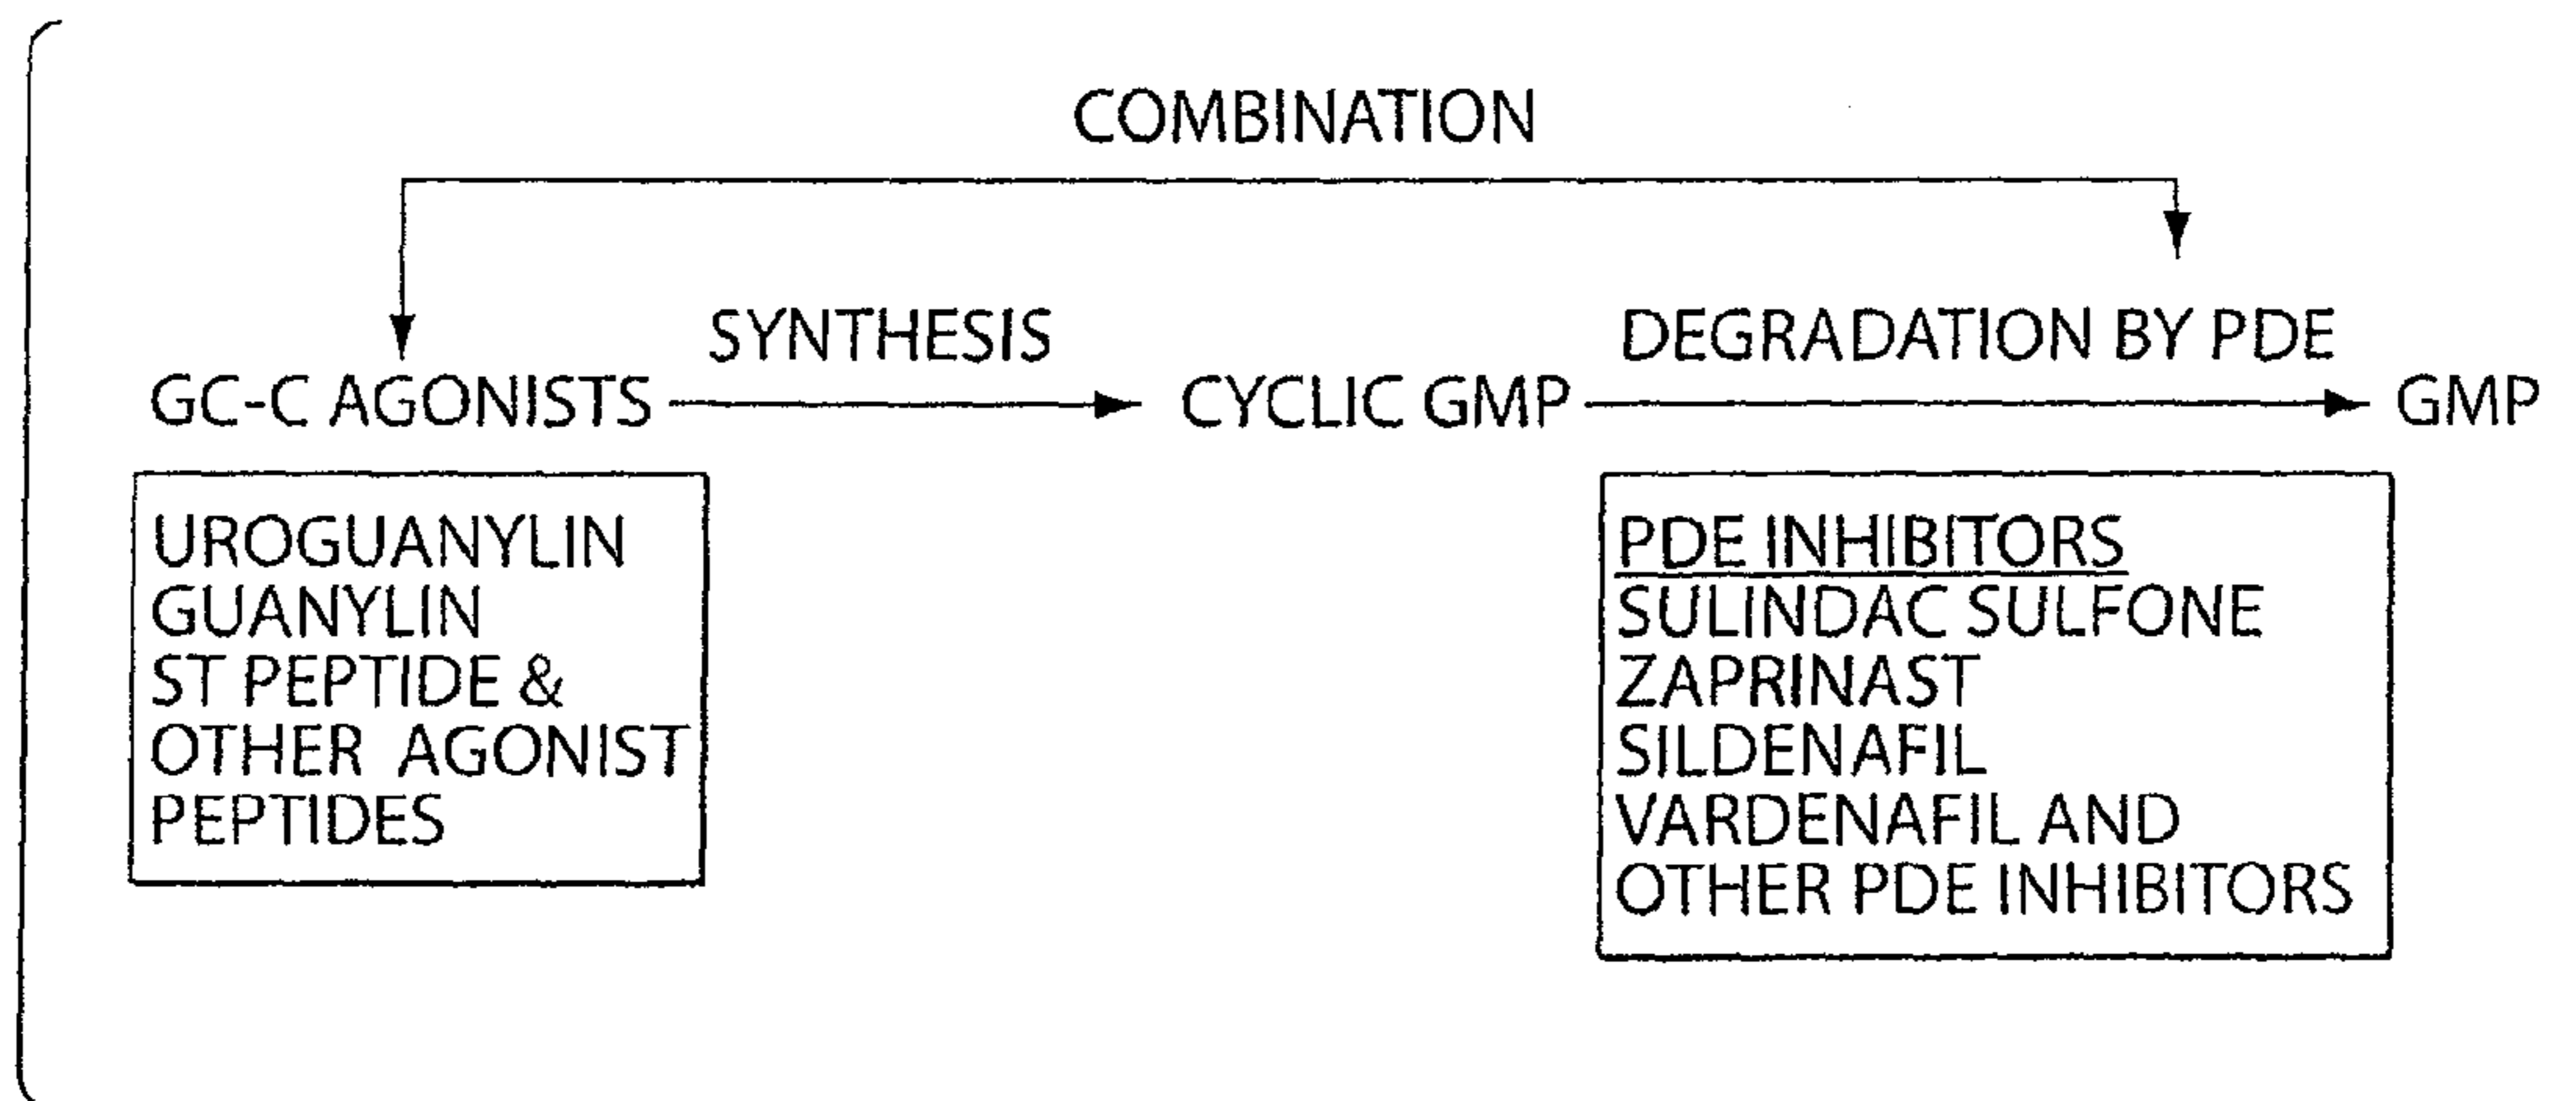 COMBINATION
SYNTHESIS
DEGRADATION BY PDE
GC-C AGONISTS
CYCLIC GMP
GMP
UROGUANYLIN
GUANYLIN
ST PEPTIDE &
OTHER AGONIST
PEPTIDES
PDE INHIBITORS
SULINDAC SULFONE
ZAPRINAST
SILDENAFIL
VARDENAFIL AND
OTHER PDE INHIBITORS